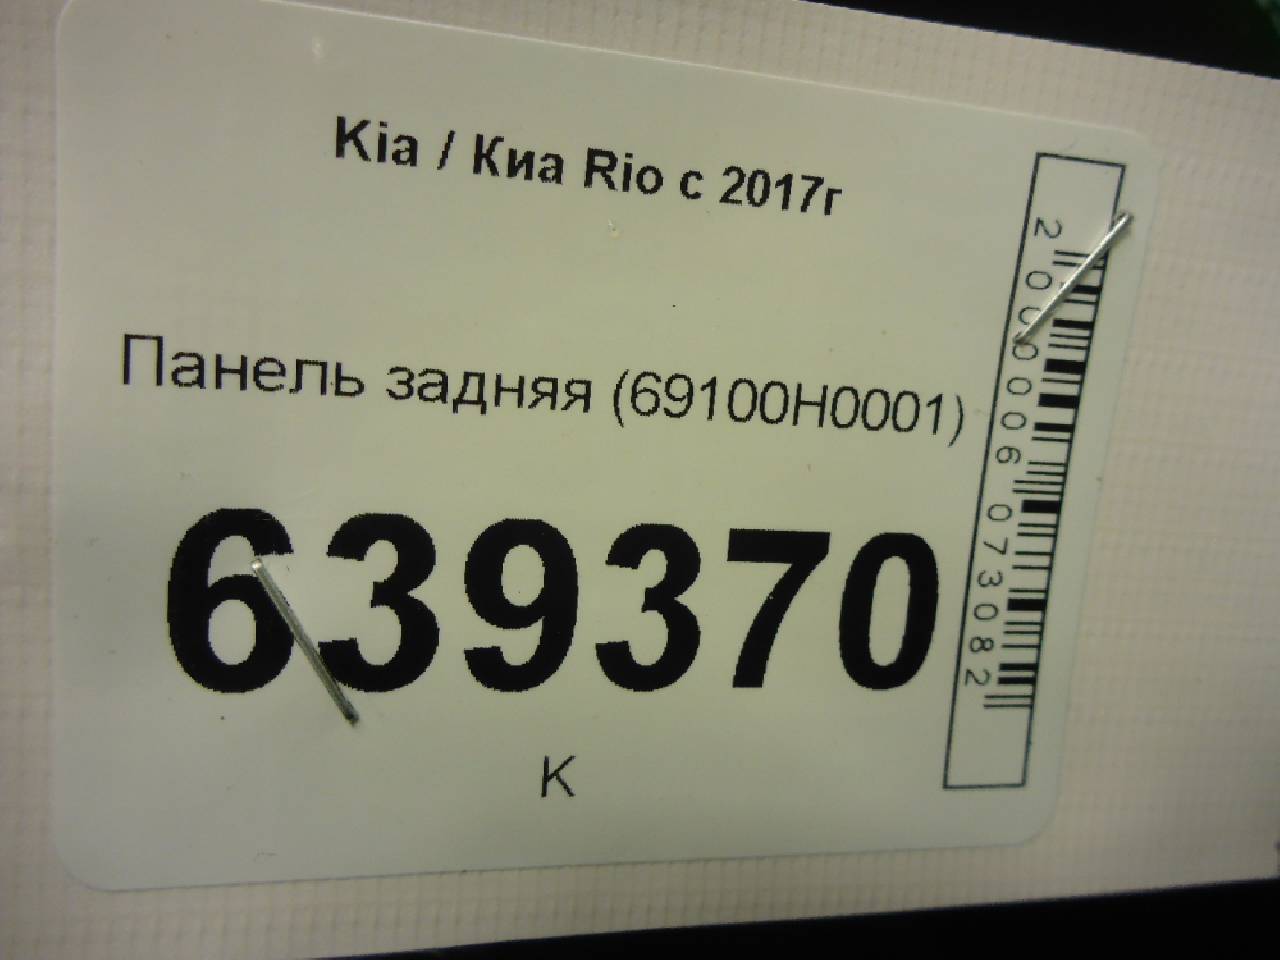 Kia / Киа Rio с 2017г
Панель задняя (69100H0001)
639370
К
2000006073082